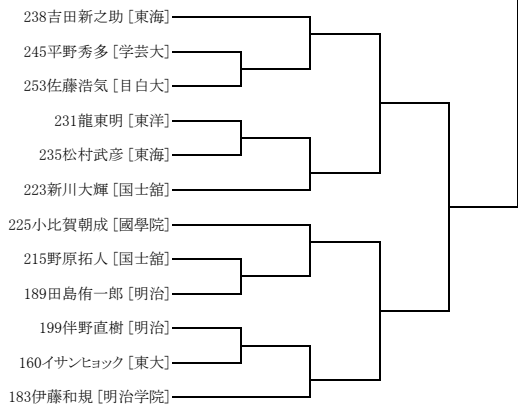 238吉田新之助 [東海]
245平野秀多 [学芸大]
253佐藤浩気 [目白大]
231龍東明 [東洋]
235松村武彦 [東海]
223新川大輝 [国士舘]
225小比賀朝成 [國學院]
215野原拓人 [国士舘]
189田島侑一郎 [明治]
199伴野直樹 [明治]
160イサンヒョック [東大]
183伊藤和規 [明治学院]